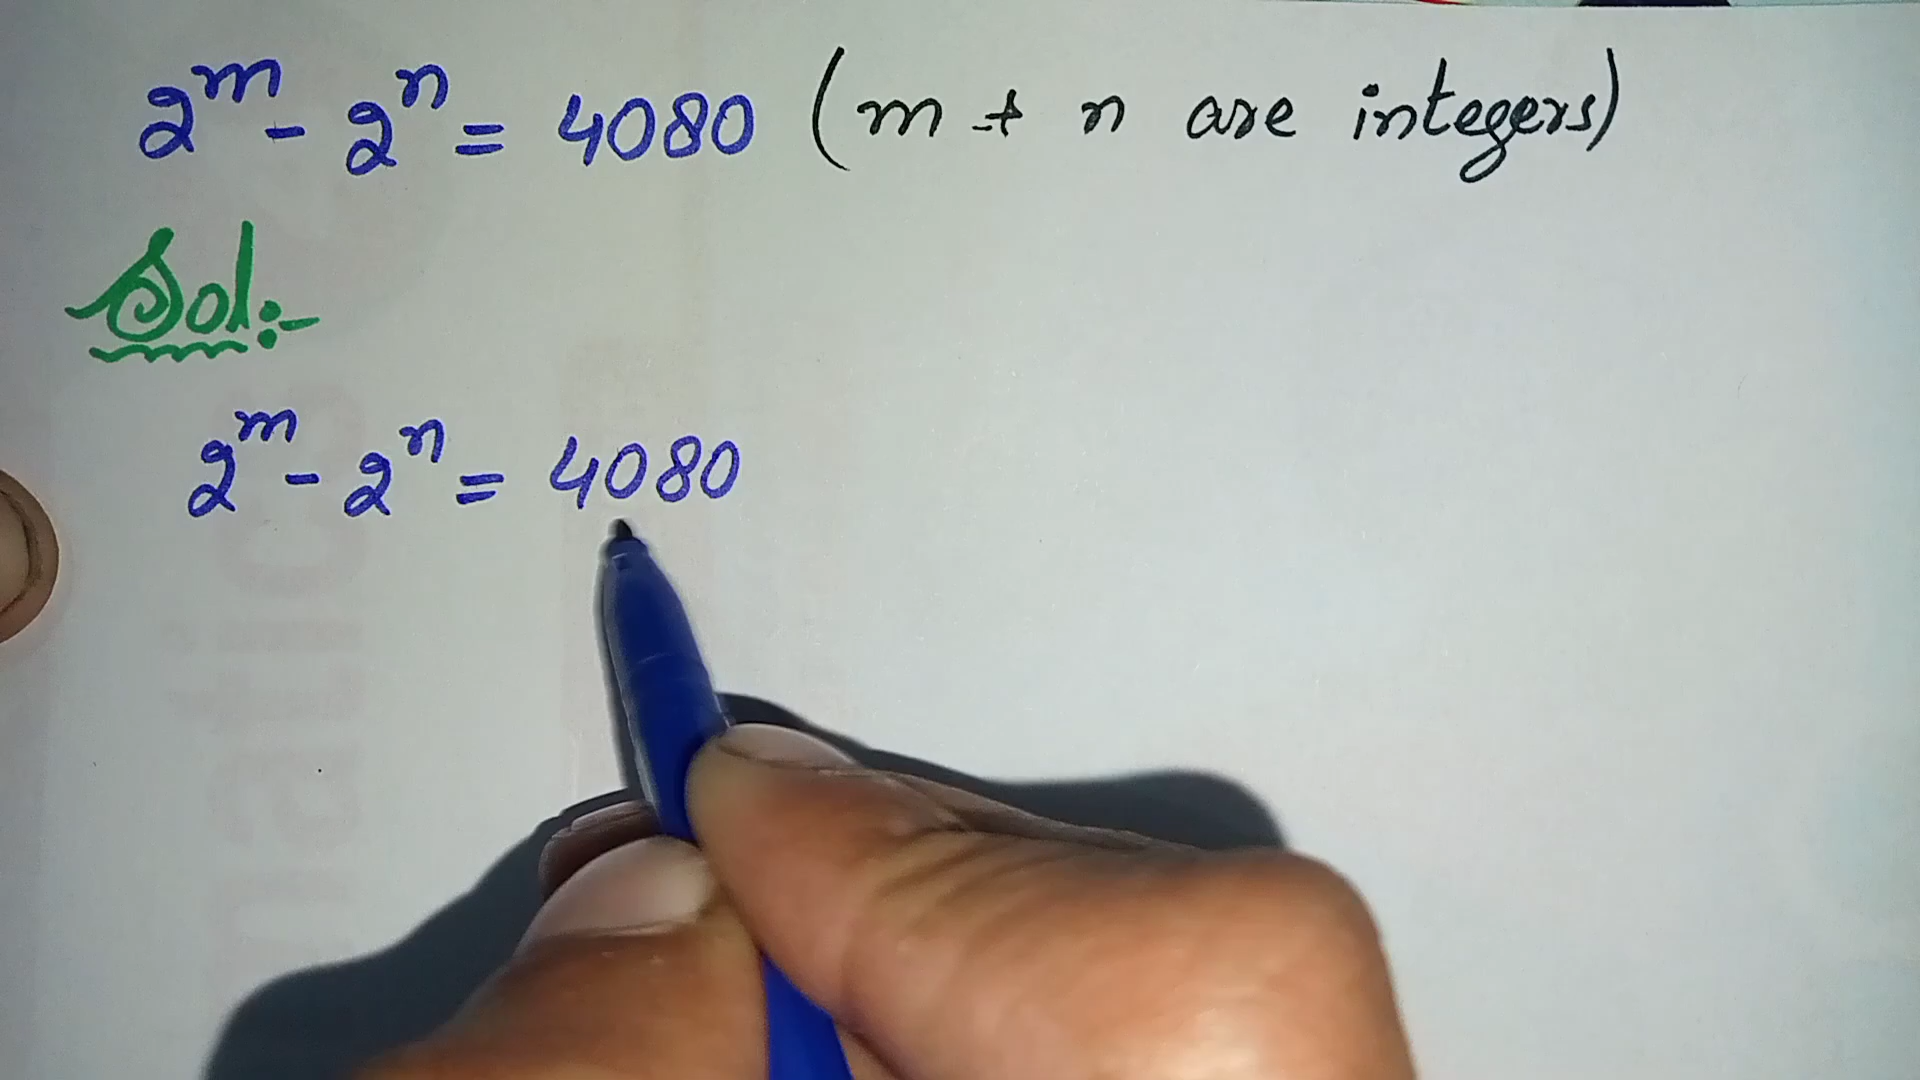 2^m - 2^n = 4080 (m + n are integers)
Sol:-
2^m - 2^n = 4080